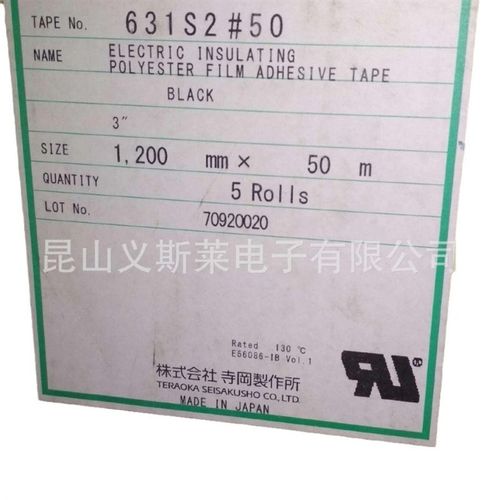 TAPE No. 631S2#50
NAME ELECTRIC INSULATING
POLYESTER FILM ADHESIVE TAPE
BLACK
3"
SIZE 1,200 mm × 50 m
QUANTITY 5 Rolls
LOT No. 70920020
昆山义斯莱电子有限公司
Rated 130 ℃
E56086-IB Vol.1
株式会社 寺岡製作所
TERAOKA SEISAKUSHO CO., LTD.
MADE IN JAPAN
RU®